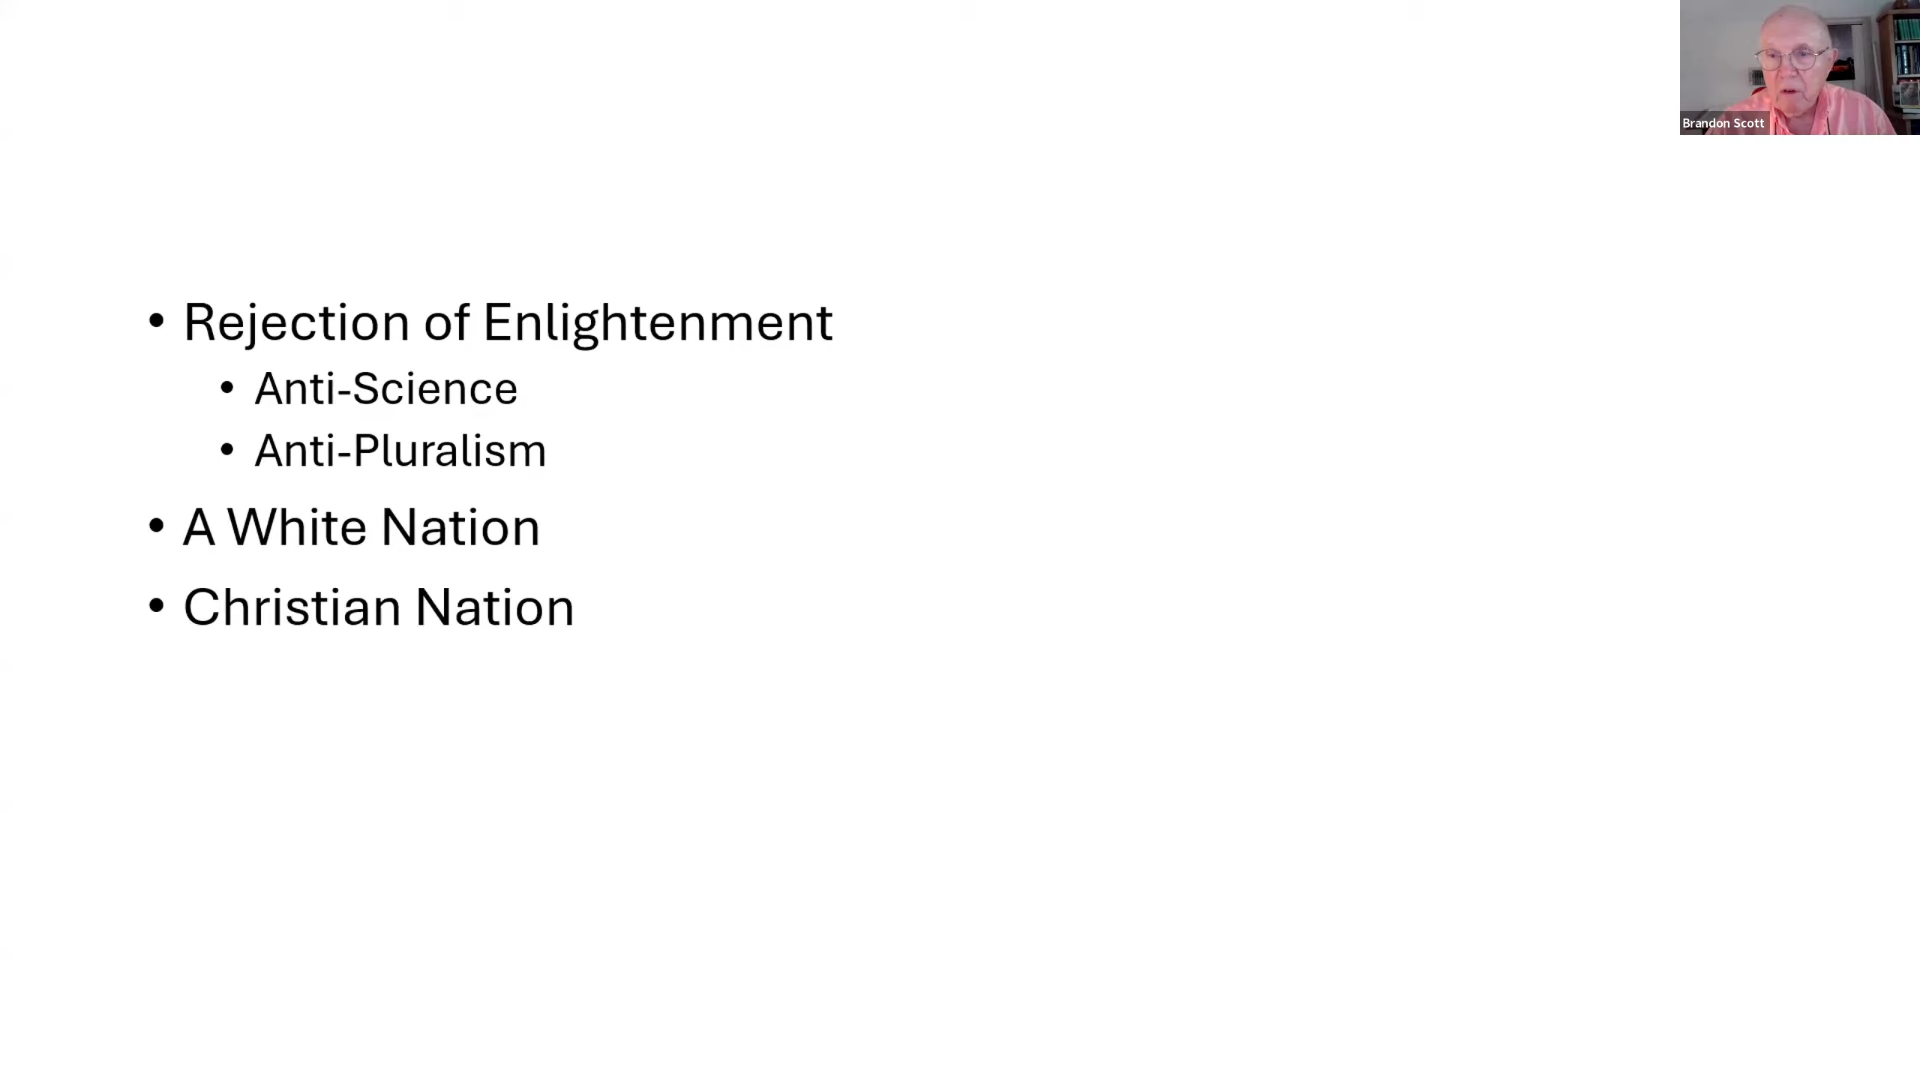 Brandon Scott
• Rejection of Enlightenment
• Anti-Science
• Anti-Pluralism
• A White Nation
• Christian Nation